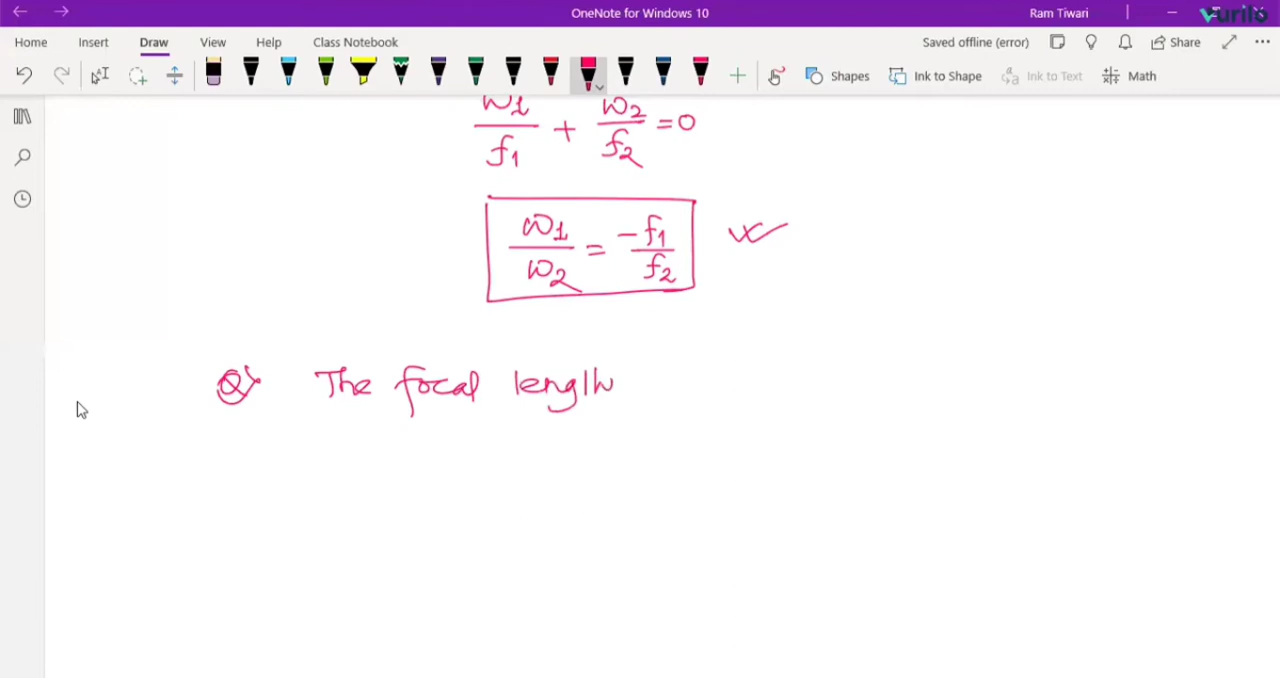 OneNote for Windows 10
Ram Tiwari
Vurilo
Home Insert Draw View Help Class Notebook
Saved offline (error) Share
Shapes Ink to Shape Ink to Text Math
ω1/f1 + ω2/f2 = 0
ω1/ω2 = -f1/f2
Q) The focal length